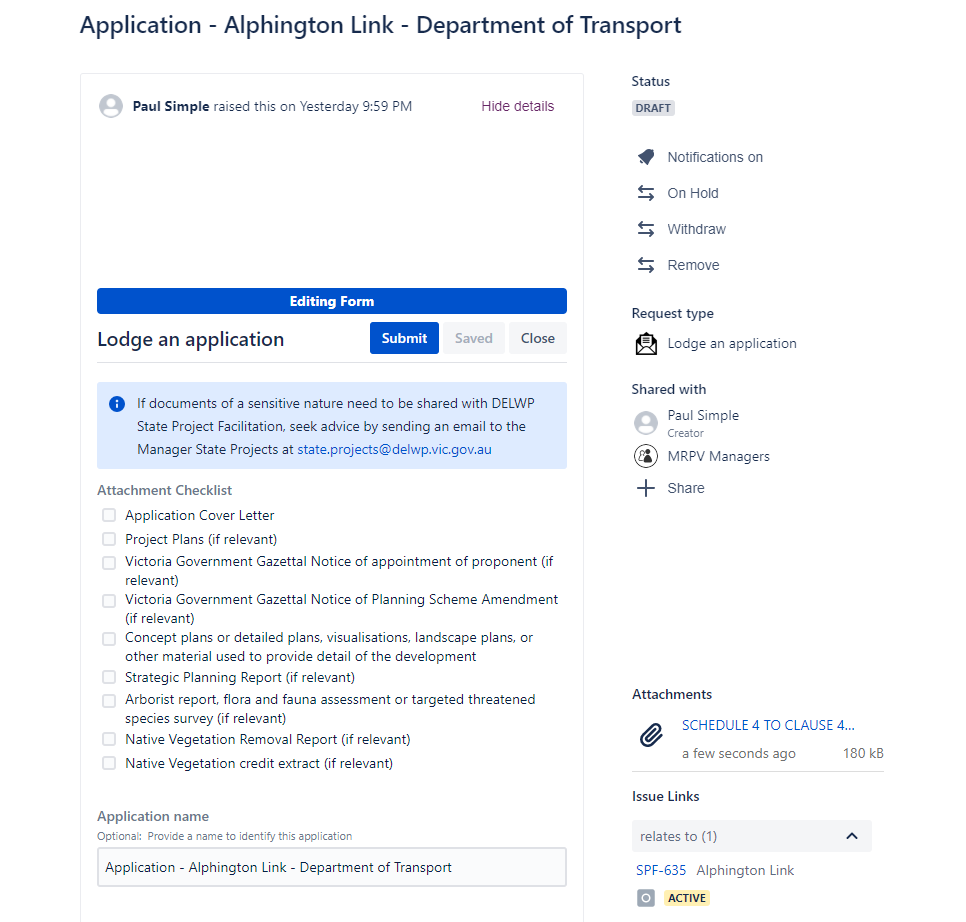 Application - Alphington Link - Department of Transport
Paul Simple raised this on Yesterday 9:59 PM
Hide details
Editing Form
Lodge an application
Submit
Saved
Close
If documents of a sensitive nature need to be shared with DELWP
State Project Facilitation, seek advice by sending an email to the
Manager State Projects at state.projects@delwp.vic.gov.au
Attachment Checklist
Application Cover Letter
Project Plans (if relevant)
Victoria Government Gazettal Notice of appointment of proponent (if
relevant)
Victoria Government Gazettal Notice of Planning Scheme Amendment
(if relevant)
Concept plans or detailed plans, visualisations, landscape plans, or
other material used to provide detail of the development
Strategic Planning Report (if relevant)
Arborist report, flora and fauna assessment or targeted threatened
species survey (if relevant)
Native Vegetation Removal Report (if relevant)
Native Vegetation credit extract (if relevant)
Application name
Optional: Provide a name to identify this application
Application - Alphington Link - Department of Transport
Status
DRAFT
Notifications on
On Hold
Withdraw
Remove
Request type
Lodge an application
Shared with
Paul Simple
Creator
MRPV Managers
Share
Attachments
SCHEDULE 4 TO CLAUSE 4...
a few seconds ago
180 kB
Issue Links
relates to (1)
SPF-635 Alphington Link
ACTIVE